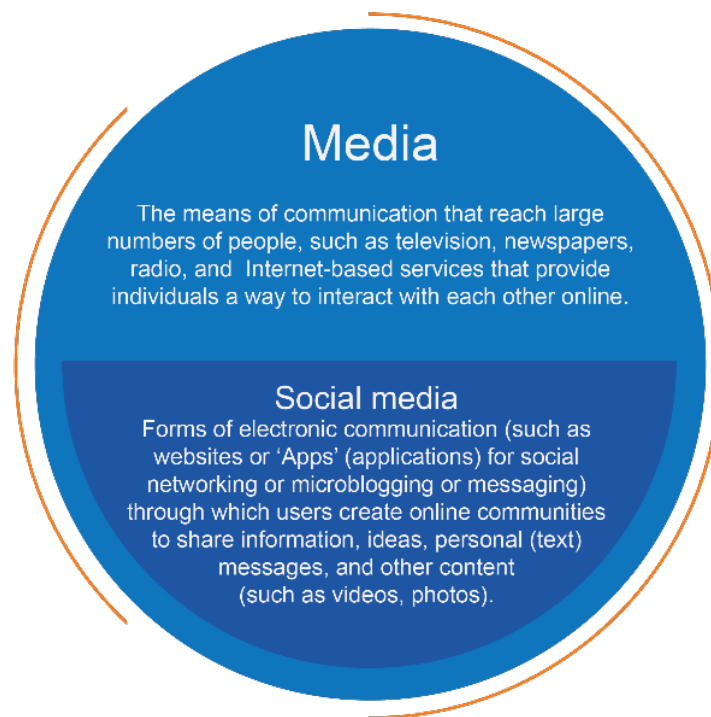 Media
The means of communication that reach large
numbers of people, such as television, newspapers,
radio, and Internet-based services that provide
individuals a way to interact with each other online.
Social media
Forms of electronic communication (such as
websites or ‘Apps’ (applications) for social
networking or microblogging or messaging)
through which users create online communities
to share information, ideas, personal (text)
messages, and other content
(such as videos, photos).